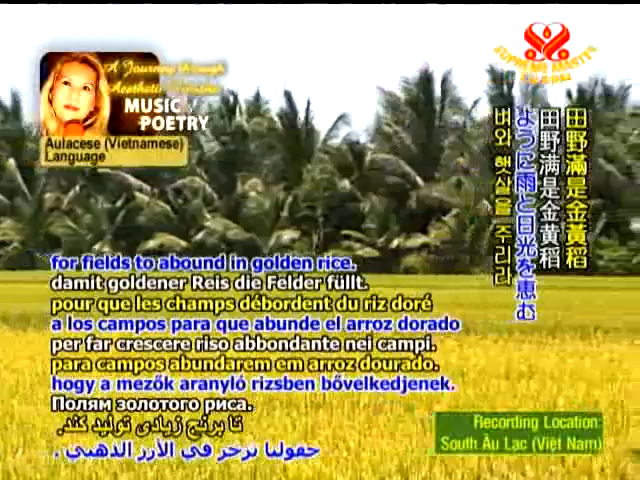 SUPREME MASTER
A Journey through
Aesthetic Realms
MUSIC
POETRY
Aulacese (Vietnamese)
Language
田野滿是金黃稻
田野满是金黄稻
ように雨と日光を恵む
벼와 햇살을 주리라
for fields to abound in golden rice.
damit goldener Reis die Felder füllt.
pour que les champs débordent du riz doré
a los campos para que abunde el arroz dorado
per far crescere riso abbondante nei campi.
para campos abundarem em arroz dourado.
hogy a mezők aranyló rizsben bővelkedjenek.
Полям золотого риса.
تا برنج زیادی تولید کند.
حقولنا تزخر في الأرز الذهبي .
Recording Location:
South Âu Lạc (Việt Nam)